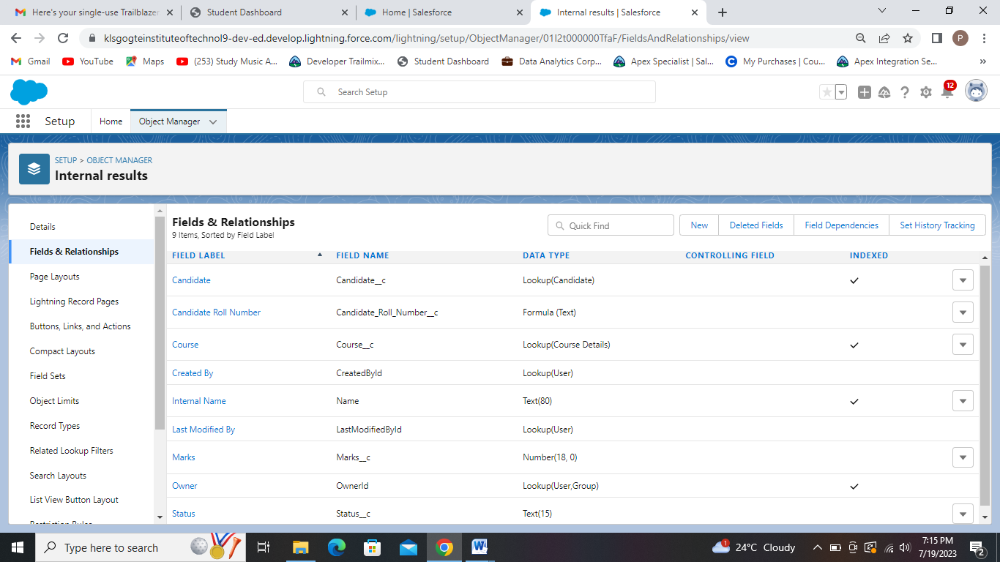 Here's your single-use Trailblazer
Student Dashboard
Home | Salesforce
Internal results | Salesforce
klsgogteinstituteoftechnol9-dev-ed.develop.lightning.force.com/lightning/setup/ObjectManager/01I2t000000TfaF/FieldsAndRelationships/view
P
Gmail YouTube Maps (253) Study Music A... Developer Trailmix... Student Dashboard Data Analytics Corp... Apex Specialist | Sal... My Purchases | Cou... Apex Integration Se... »
Search Setup
12
Setup Home Object Manager
SETUP > OBJECT MANAGER
Internal results
Details
Fields & Relationships
Page Layouts
Lightning Record Pages
Buttons, Links, and Actions
Compact Layouts
Field Sets
Object Limits
Record Types
Related Lookup Filters
Search Layouts
List View Button Layout
Restriction Rules
Fields & Relationships
9 Items, Sorted by Field Label
Quick Find
New Deleted Fields Field Dependencies Set History Tracking
FIELD LABEL FIELD NAME DATA TYPE CONTROLLING FIELD INDEXED
Candidate Candidate__c Lookup(Candidate)
Candidate Roll Number Candidate_Roll_Number__c Formula (Text)
Course Course__c Lookup(Course Details)
Created By CreatedById Lookup(User)
Internal Name Name Text(80)
Last Modified By LastModifiedById Lookup(User)
Marks Marks__c Number(18, 0)
Owner OwnerId Lookup(User,Group)
Status Status__c Text(15)
Type here to search
1
24°C Cloudy
7:15 PM
7/19/2023
2